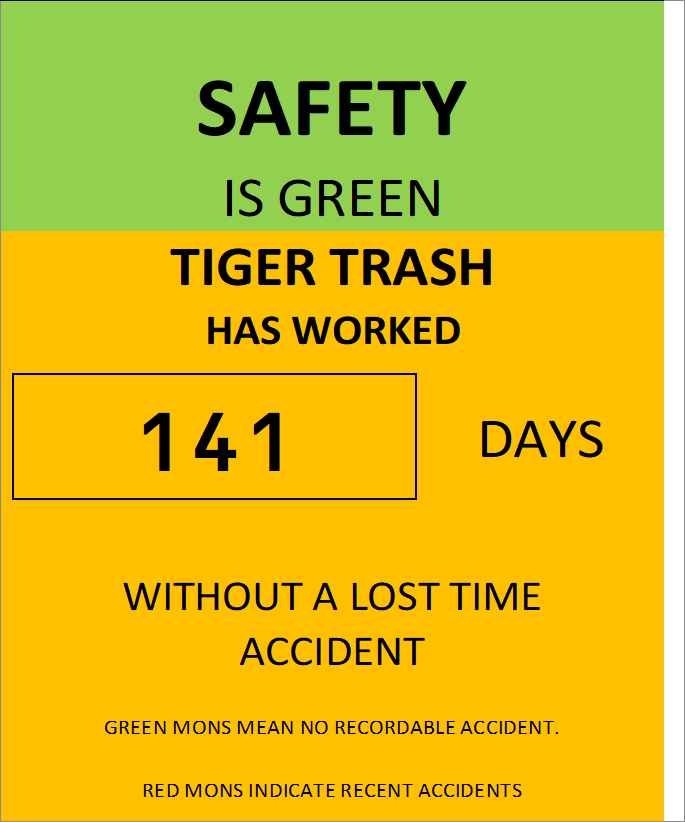 SAFETY
IS GREEN
TIGER TRASH
HAS WORKED
141 DAYS
WITHOUT A LOST TIME
ACCIDENT
GREEN MONS MEAN NO RECORDABLE ACCIDENT.
RED MONS INDICATE RECENT ACCIDENTS